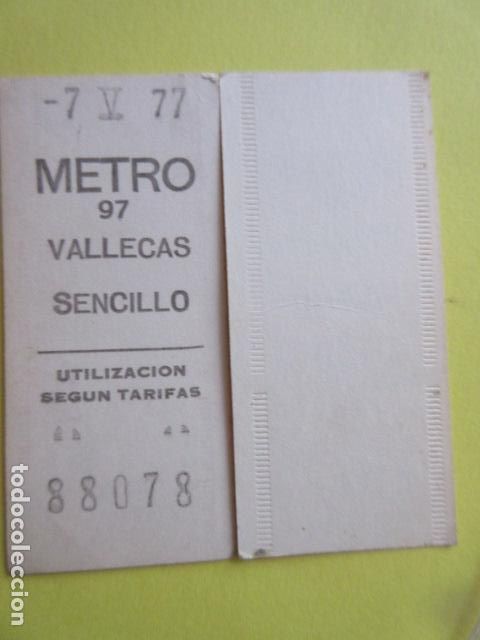 -7 V 77
METRO
97
VALLECAS
SENCILLO
UTILIZACION
SEGUN TARIFAS
88078
todocoleccion